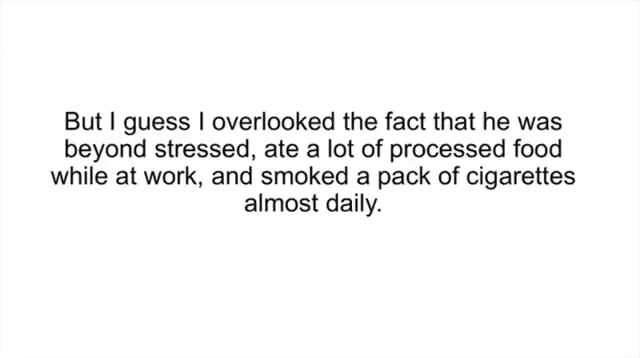 But I guess I overlooked the fact that he was
beyond stressed, ate a lot of processed food
while at work, and smoked a pack of cigarettes
almost daily.